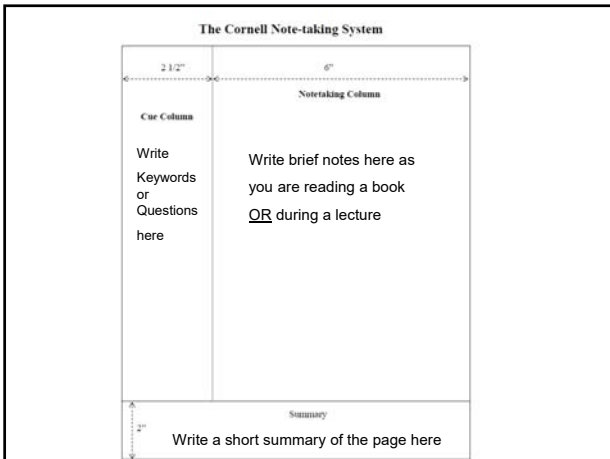 The Cornell Note-taking System
2 1/2"
6"
Notetaking Column
Cue Column
Write
Keywords
or
Questions
here
Write brief notes here as
you are reading a book
OR during a lecture
Summary
2"
Write a short summary of the page here